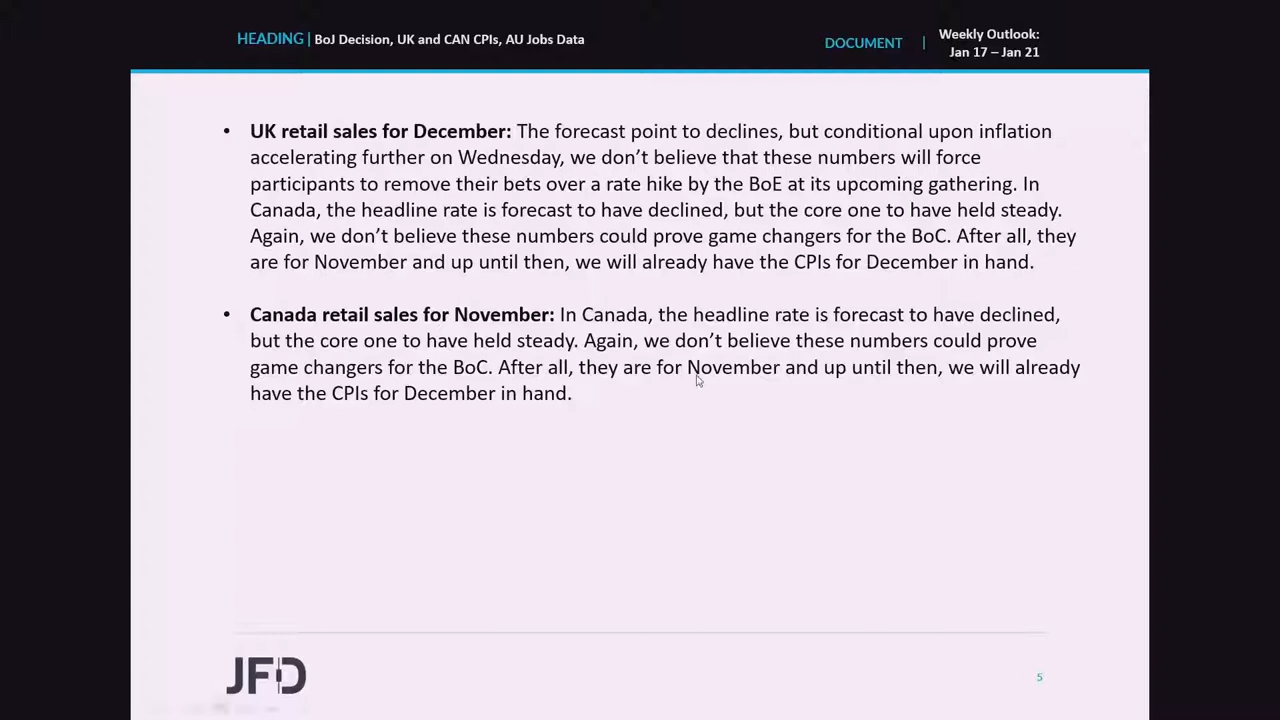 HEADING | BoJ Decision, UK and CAN CPIs, AU Jobs Data
DOCUMENT | Weekly Outlook:
Jan 17 – Jan 21
• UK retail sales for December: The forecast point to declines, but conditional upon inflation
accelerating further on Wednesday, we don’t believe that these numbers will force
participants to remove their bets over a rate hike by the BoE at its upcoming gathering. In
Canada, the headline rate is forecast to have declined, but the core one to have held steady.
Again, we don’t believe these numbers could prove game changers for the BoC. After all, they
are for November and up until then, we will already have the CPIs for December in hand.
• Canada retail sales for November: In Canada, the headline rate is forecast to have declined,
but the core one to have held steady. Again, we don’t believe these numbers could prove
game changers for the BoC. After all, they are for November and up until then, we will already
have the CPIs for December in hand.
JFD
5